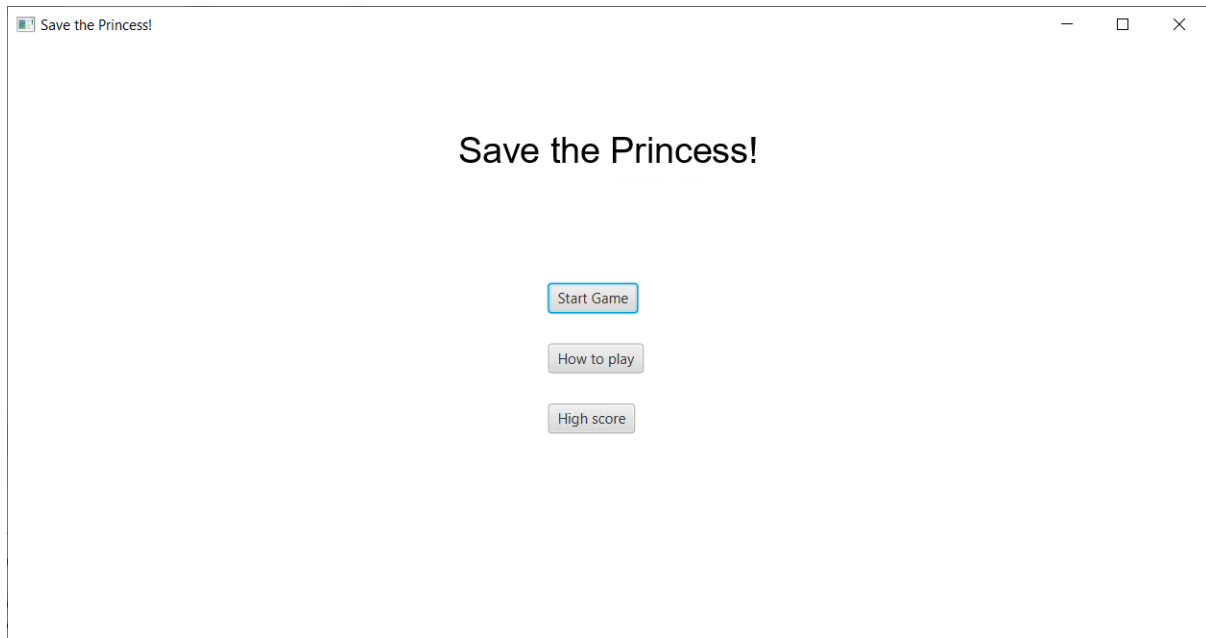 Save the Princess!
Save the Princess!
Start Game
How to play
High score